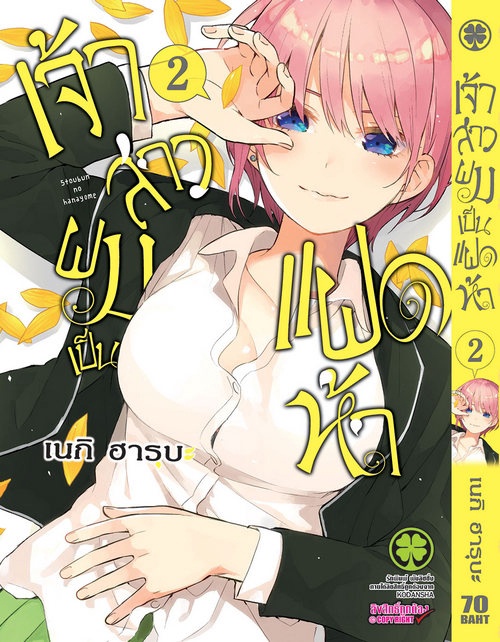 เจ้า
สาว
ผม
เป็น
แฝด
ห้า
2
5toubun
no
hanayome
เนกิ ฮารุบะ
ลิขสิทธิ์ถูกต้อง
© COPYRIGHT
KODANSHA
เจ้า
สาว
ผม
เป็น
แฝด
ห้า
2
เนกิ ฮารุบะ
70
BAHT